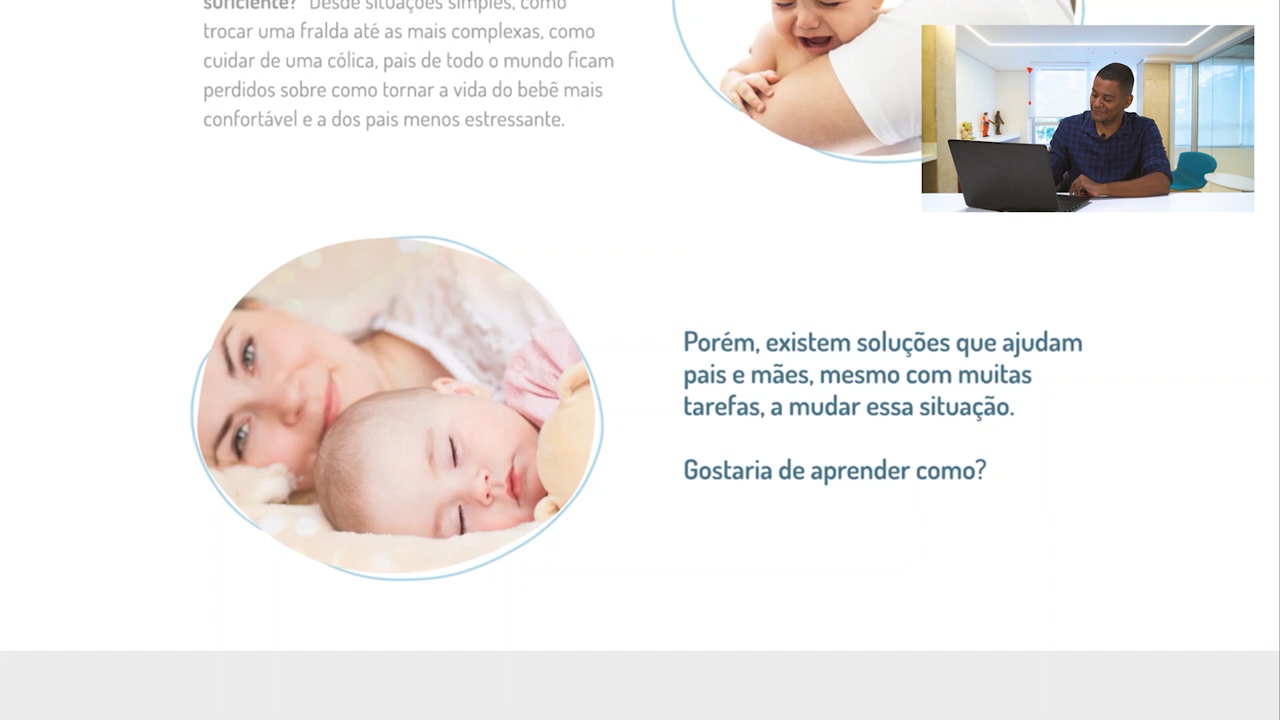 suficiente?" Desde situações simples, como
trocar uma fralda até as mais complexas, como
cuidar de uma cólica, pais de todo o mundo ficam
perdidos sobre como tornar a vida do bebê mais
confortável e a dos pais menos estressante.
Porém, existem soluções que ajudam
pais e mães, mesmo com muitas
tarefas, a mudar essa situação.
Gostaria de aprender como?